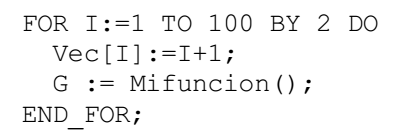 FOR I:=1 TO 100 BY 2 DO
Vec[I]:=I+1;
G := Mifuncion();
END_FOR;